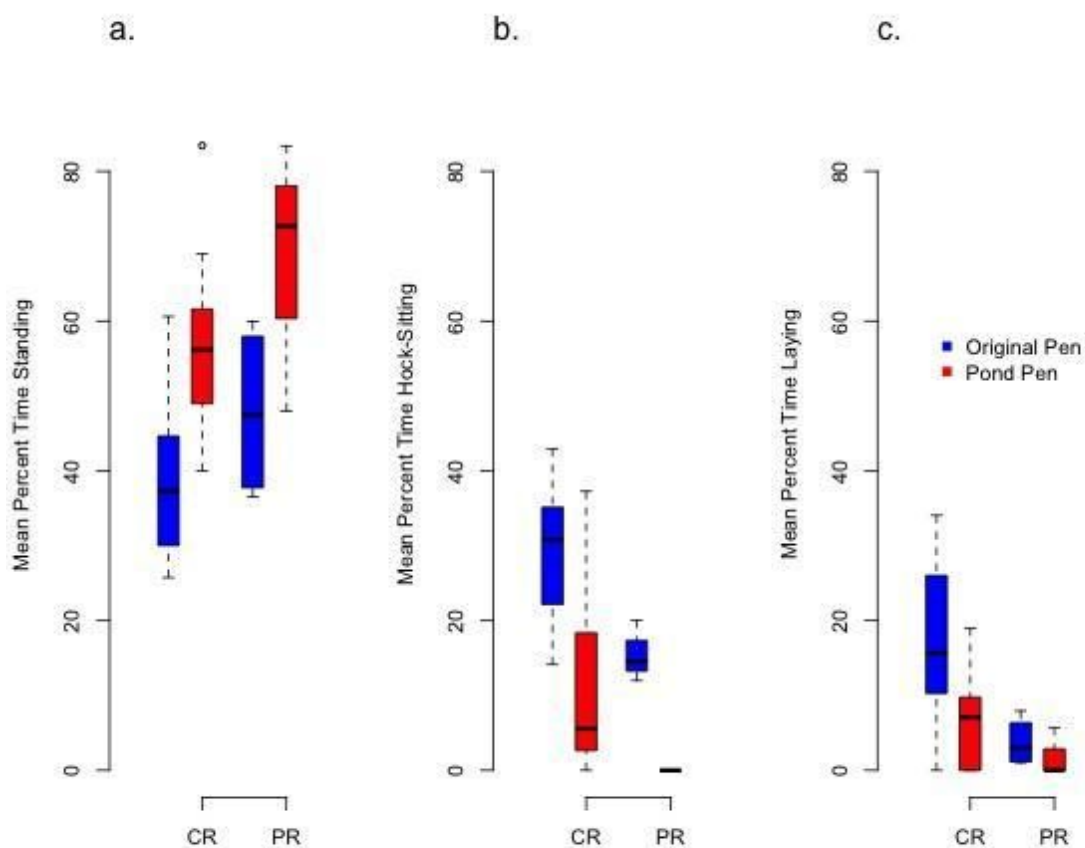 a.
Mean Percent Time Standing
80
60
40
20
0
CR PR
b.
Mean Percent Time Hock-Sitting
80
60
40
20
0
CR PR
c.
Mean Percent Time Laying
80
60
40
20
0
Original Pen
Pond Pen
CR PR